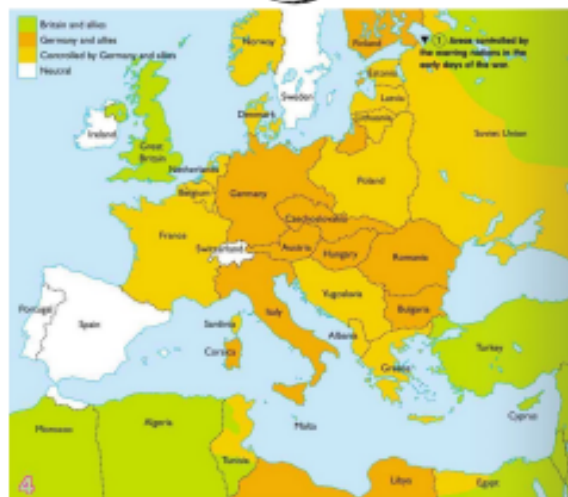 Britain and allies
Germany and allies
Controlled by Germany and allies
Neutral
▼ ① Areas controlled by
the warring nations in the
early days of the war.
Norway
Finland
Sweden
Estonia
Latvia
Lithuania
Denmark
Soviet Union
Ireland
Great
Britain
Netherlands
Belgium
Germany
Poland
Czechoslovakia
France
Switzerland
Austria
Hungary
Romania
Yugoslavia
Italy
Bulgaria
Portugal
Spain
Sardinia
Corsica
Albania
Greece
Turkey
Morocco
Algeria
Malta
Cyprus
Tunisia
Libya
Egypt
4